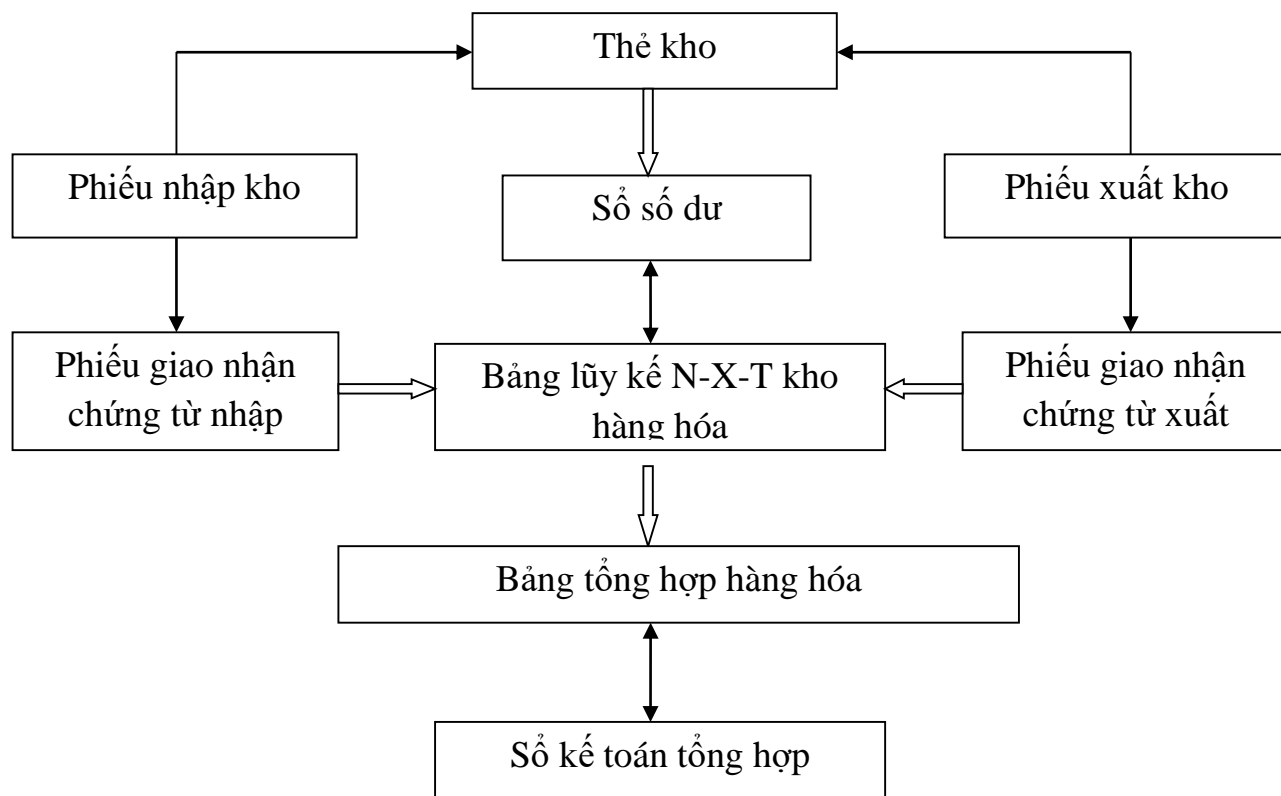 Thẻ kho
Phiếu nhập kho
Sổ số dư
Phiếu xuất kho
Phiếu giao nhận
chứng từ nhập
Bảng lũy kế N-X-T kho
hàng hóa
Phiếu giao nhận
chứng từ xuất
Bảng tổng hợp hàng hóa
Sổ kế toán tổng hợp